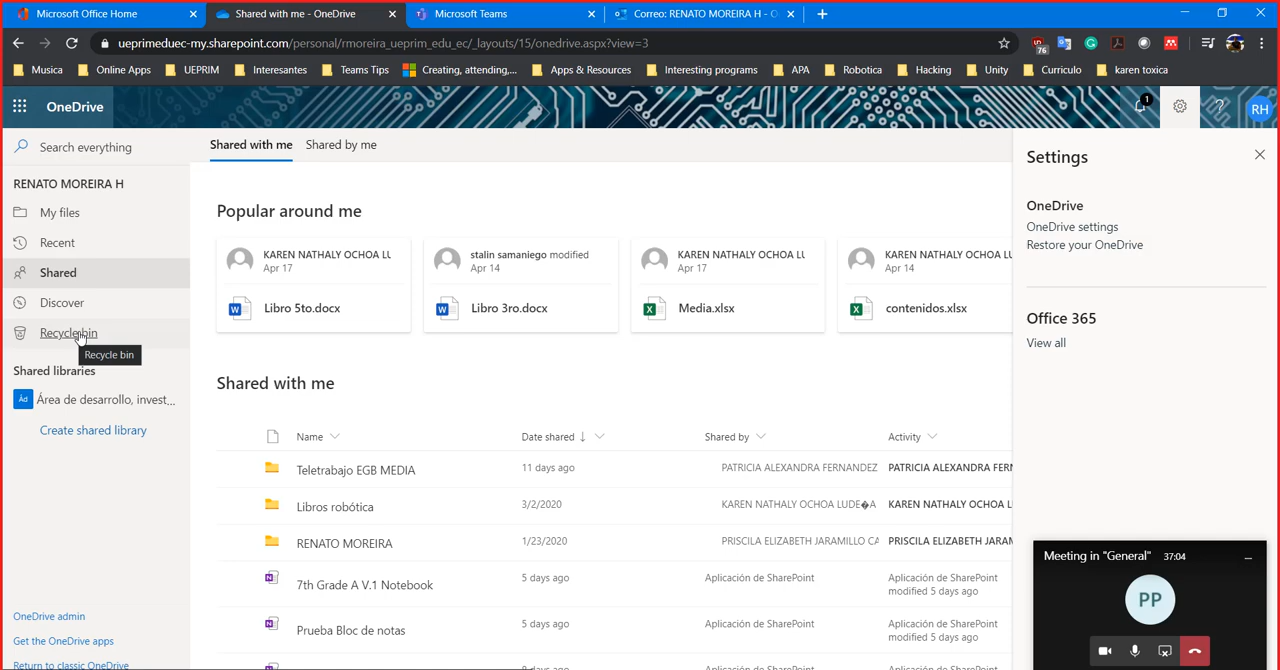 Microsoft Office Home
Shared with me - OneDrive
Microsoft Teams
Correo: RENATO MOREIRA H - O
ueprimeduec-my.sharepoint.com/personal/rmoreira_ueprim_edu_ec/_layouts/15/onedrive.aspx?view=3
76
Musica
Online Apps
UEPRIM
Interesantes
Teams Tips
Creating, attending,...
Apps & Resources
Interesting programs
APA
Robotica
Hacking
Unity
Curriculo
karen toxica
OneDrive
1
?
RH
Search everything
RENATO MOREIRA H
My files
Recent
Shared
Discover
Recycle bin
Recycle bin
Shared libraries
Ád
Área de desarrollo, invest...
Create shared library
OneDrive admin
Get the OneDrive apps
Return to classic OneDrive
Shared with me
Shared by me
Popular around me
KAREN NATHALY OCHOA LU
Apr 17
Libro 5to.docx
stalin samaniego modified
Apr 14
Libro 3ro.docx
KAREN NATHALY OCHOA LU
Apr 17
Media.xlsx
KAREN NATHALY OCHOA LU
Apr 14
contenidos.xlsx
Shared with me
Name
Date shared
Shared by
Activity
Teletrabajo EGB MEDIA
11 days ago
PATRICIA ALEXANDRA FERNANDEZ
PATRICIA ALEXANDRA FERN
Libros robótica
3/2/2020
KAREN NATHALY OCHOA LUDE�A
KAREN NATHALY OCHOA L
RENATO MOREIRA
1/23/2020
PRISCILA ELIZABETH JARAMILLO CA
PRISCILA ELIZABETH JARAM
7th Grade A V.1 Notebook
5 days ago
Aplicación de SharePoint
Aplicación de SharePoint
modified 5 days ago
Prueba Bloc de notas
5 days ago
Aplicación de SharePoint
Aplicación de SharePoint
modified 5 days ago
Settings
OneDrive
OneDrive settings
Restore your OneDrive
Office 365
View all
Meeting in "General"
37:04
PP